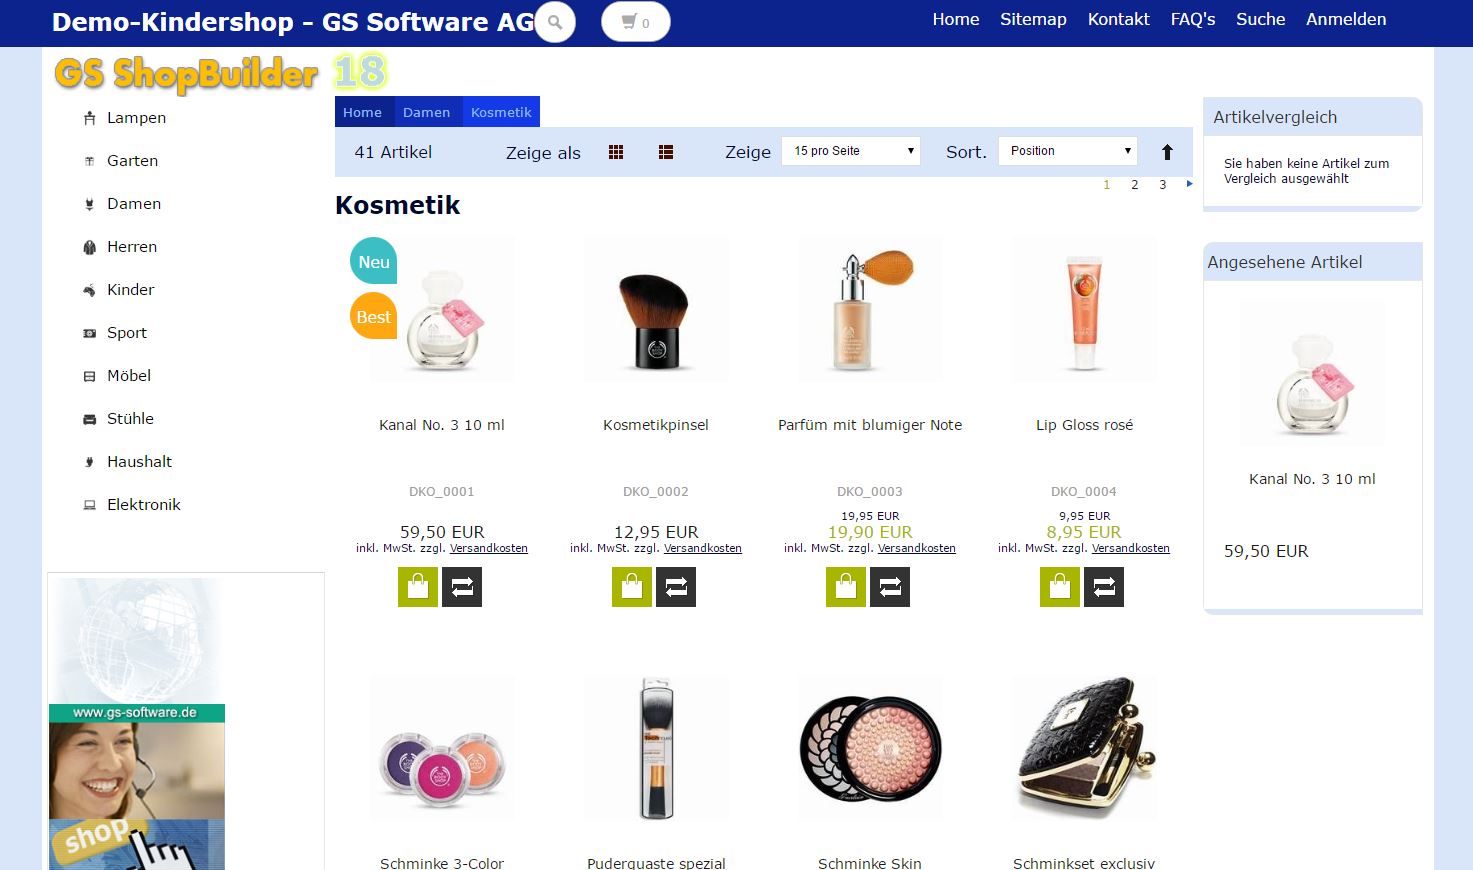 Demo-Kindershop – GS Software AG
0
Home Sitemap Kontakt FAQ's Suche Anmelden
GS ShopBuilder 18
Lampen
Garten
Damen
Herren
Kinder
Sport
Möbel
Stühle
Haushalt
Elektronik
www.gs-software.de
shop
Home Damen Kosmetik
41 Artikel Zeige als Zeige 15 pro Seite Sort. Position
1 2 3
Kosmetik
Neu
Best
Kanal No. 3 10 ml Kosmetikpinsel Parfüm mit blumiger Note Lip Gloss rosé
DKO_0001 DKO_0002 DKO_0003 DKO_0004
19,95 EUR 9,95 EUR
59,50 EUR 12,95 EUR 19,90 EUR 8,95 EUR
inkl. MwSt. zzgl. Versandkosten inkl. MwSt. zzgl. Versandkosten inkl. MwSt. zzgl. Versandkosten inkl. MwSt. zzgl. Versandkosten
Schminke 3-Color Puderquaste spezial Schminke Skin Schminkset exclusiv
Artikelvergleich
Sie haben keine Artikel zum
Vergleich ausgewählt
Angesehene Artikel
Kanal No. 3 10 ml
59,50 EUR